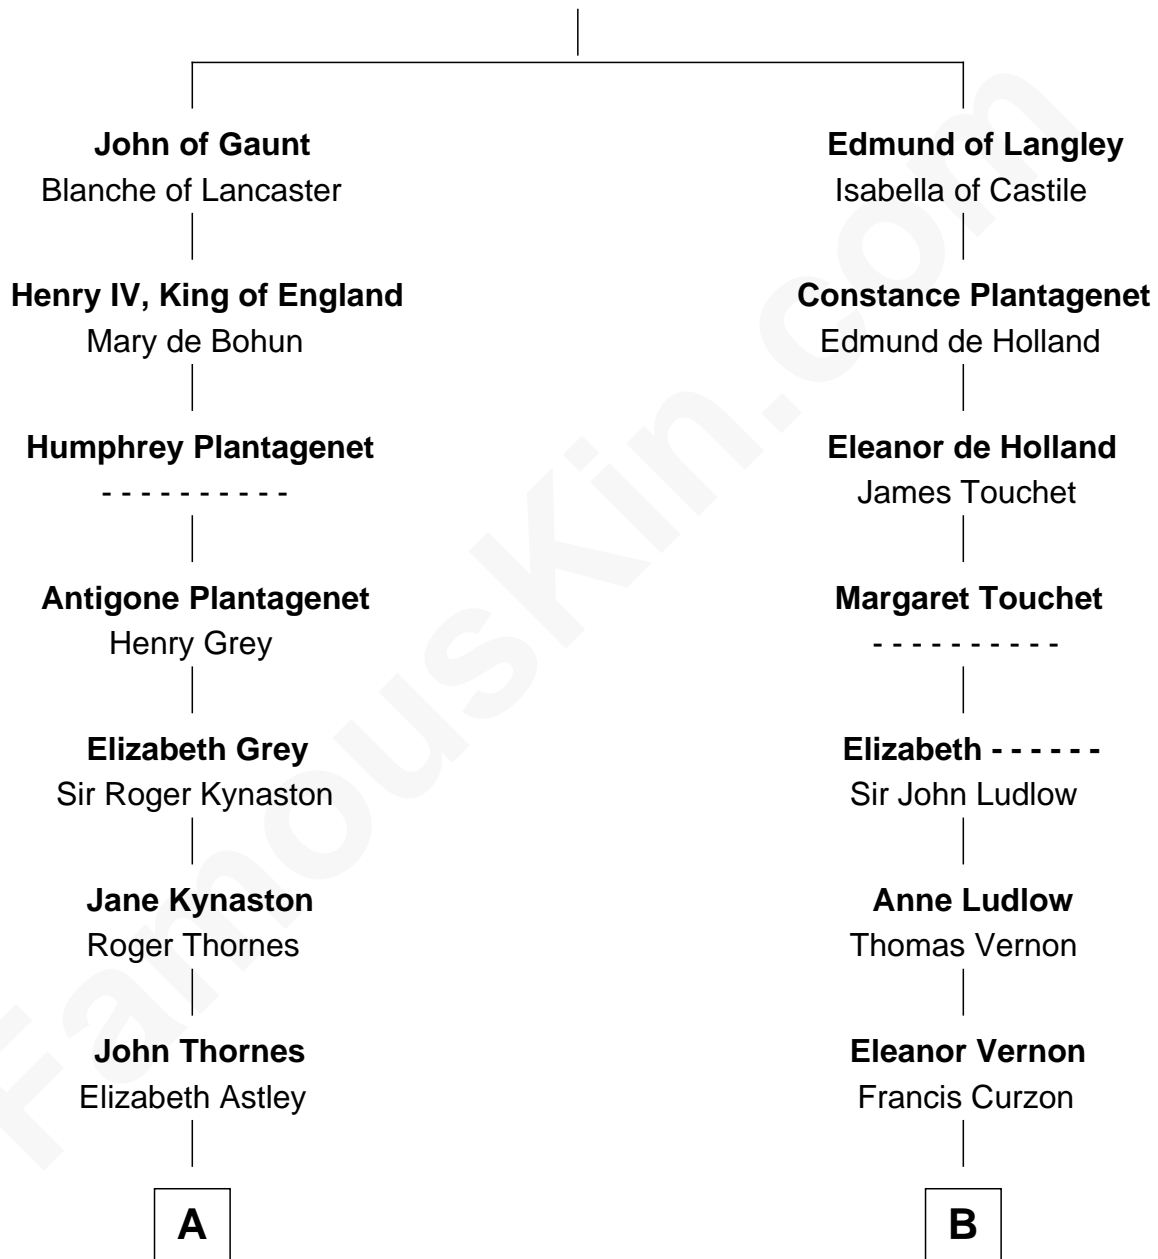 John of Gaunt
Blanche of Lancaster
Henry IV, King of England
Mary de Bohun
Humphrey Plantagenet
- - - - - - - - - -
Antigone Plantagenet
Henry Grey
Elizabeth Grey
Sir Roger Kynaston
Jane Kynaston
Roger Thornes
John Thornes
Elizabeth Astley
A
Edmund of Langley
Isabella of Castile
Constance Plantagenet
Edmund de Holland
Eleanor de Holland
James Touchet
Margaret Touchet
- - - - - - - - - -
Elizabeth - - - - - -
Sir John Ludlow
Anne Ludlow
Thomas Vernon
Eleanor Vernon
Francis Curzon
B
FamousKin.com